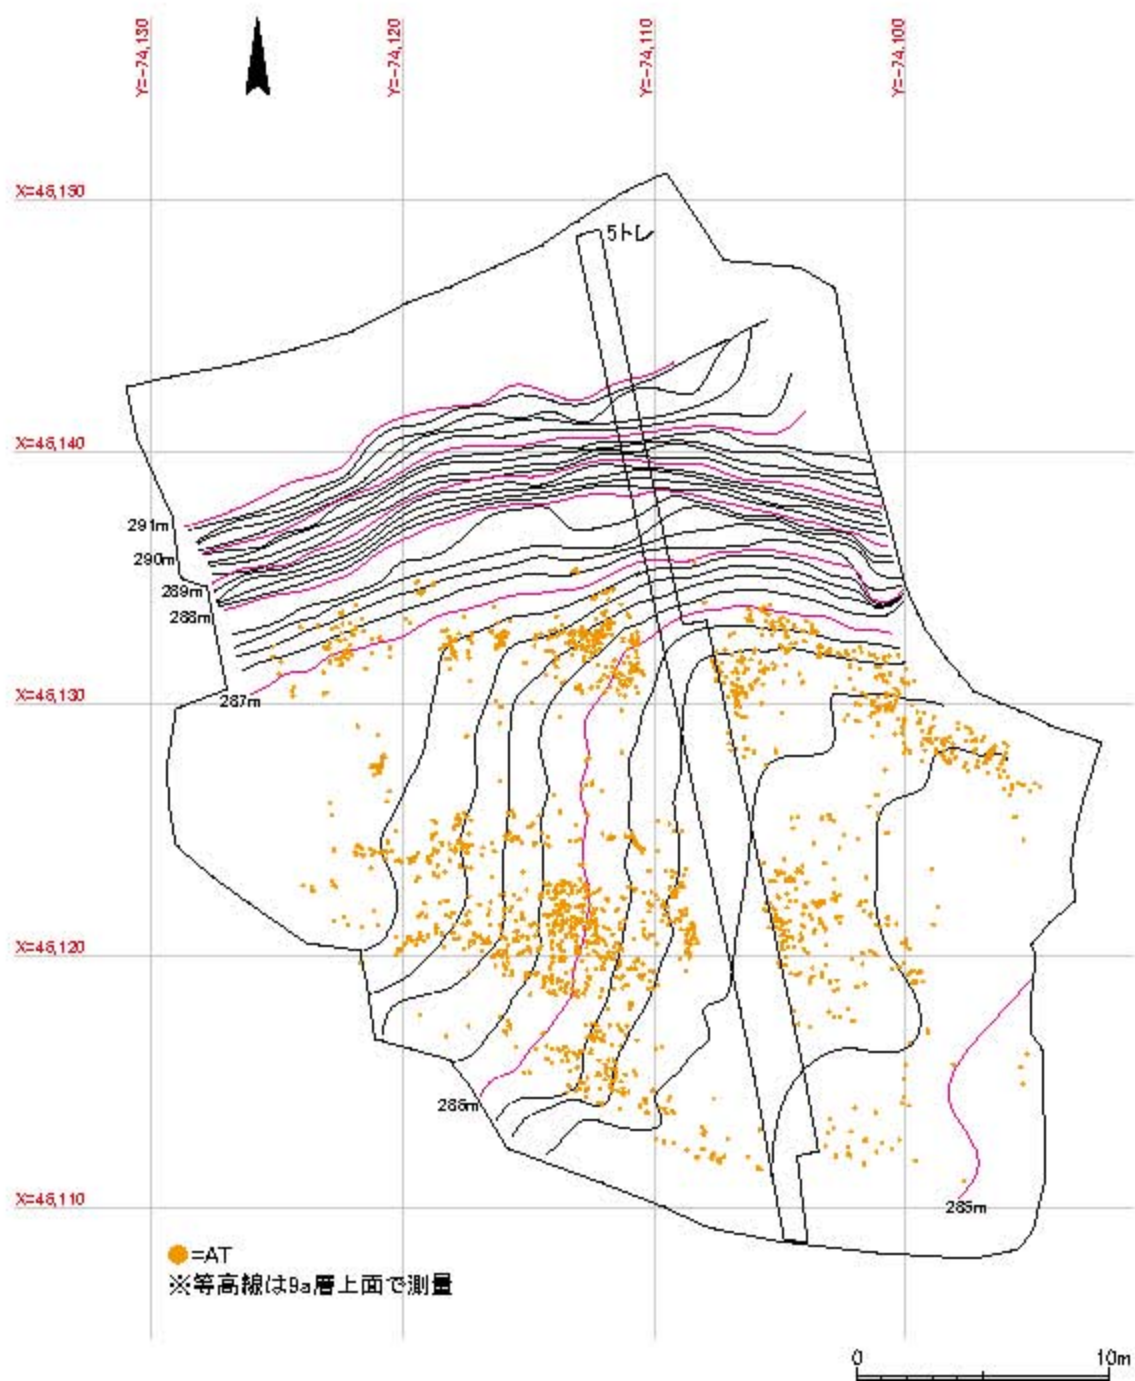 Y=-74,130
Y=-74,120
Y=-74,110
Y=-74,100
X=46,150
5トレ
X=46,140
291m
290m
289m
288m
287m
X=46,130
X=46,120
286m
X=46,110
285m
=AT
※等高線は9a層上面で測量
0
10m